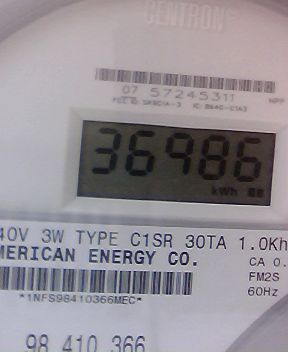 CENTRON
07 57245311
NPP
36986
kWh
40V 3W TYPE C1SR 30TA 1.0Kh
MERICAN ENERGY CO.
CA 0.
FM2S
60Hz
*1NFS98410366MEC*
98 410 366